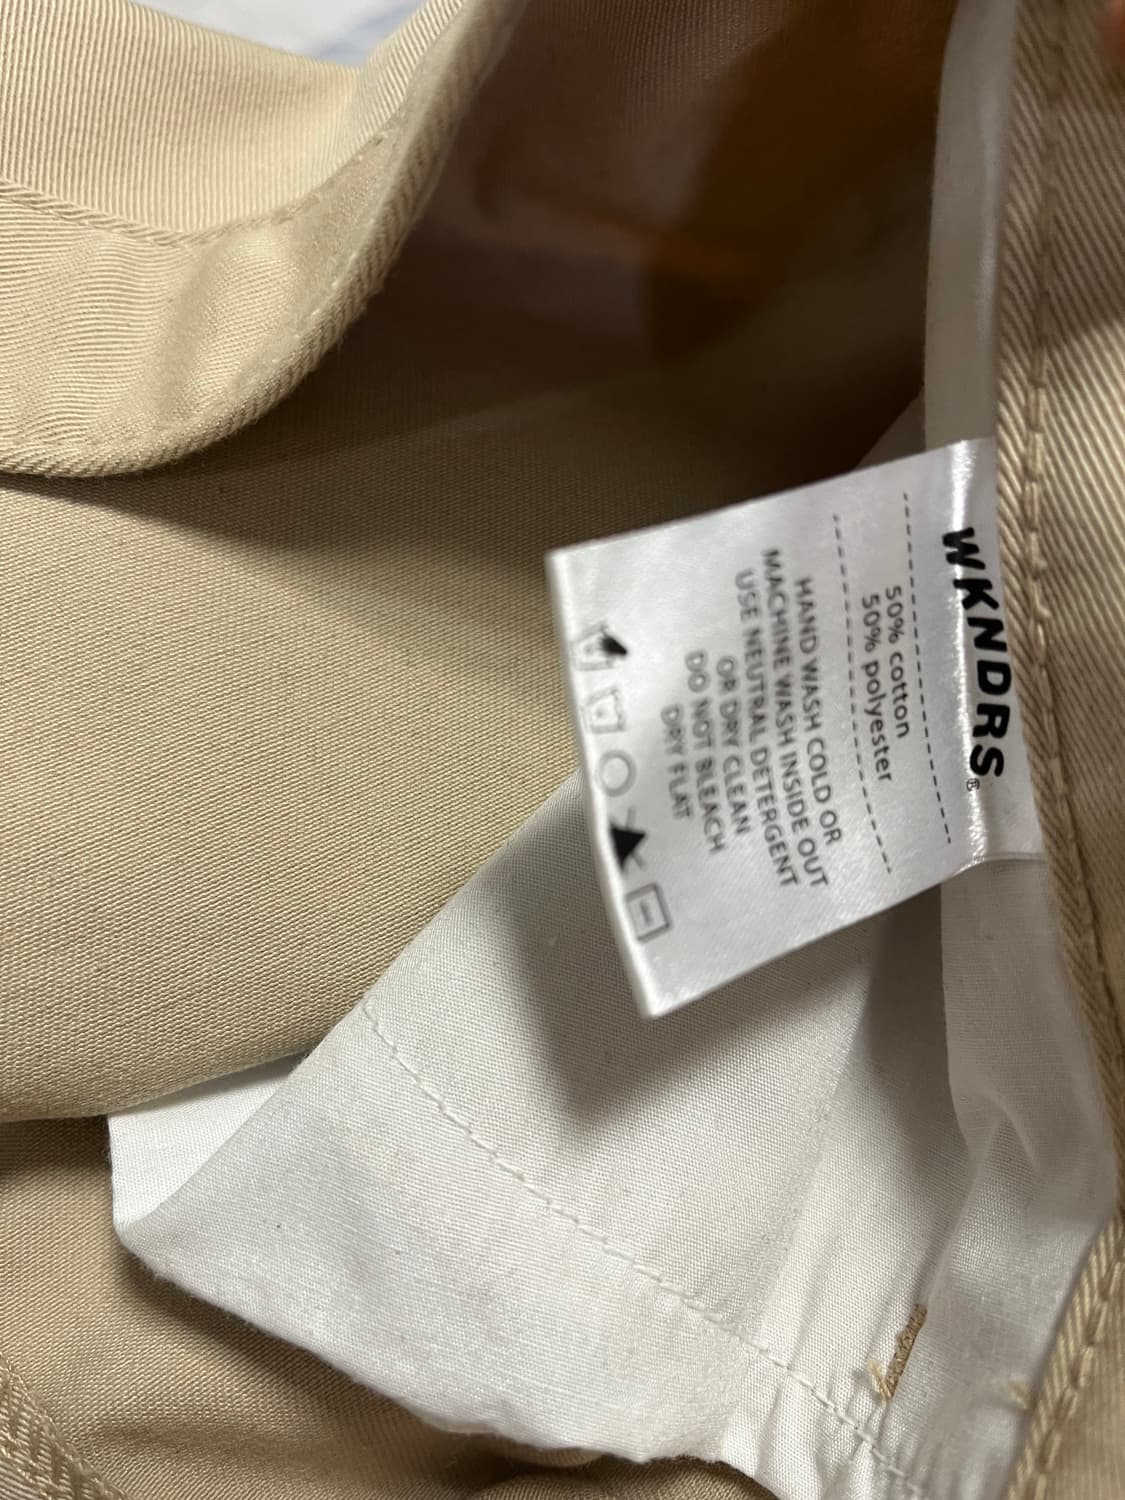 WKNDRS®
50% cotton
50% polyester
HAND WASH COLD OR
MACHINE WASH INSIDE OUT
USE NEUTRAL DETERGENT
OR DRY CLEAN
DO NOT BLEACH
DRY FLAT